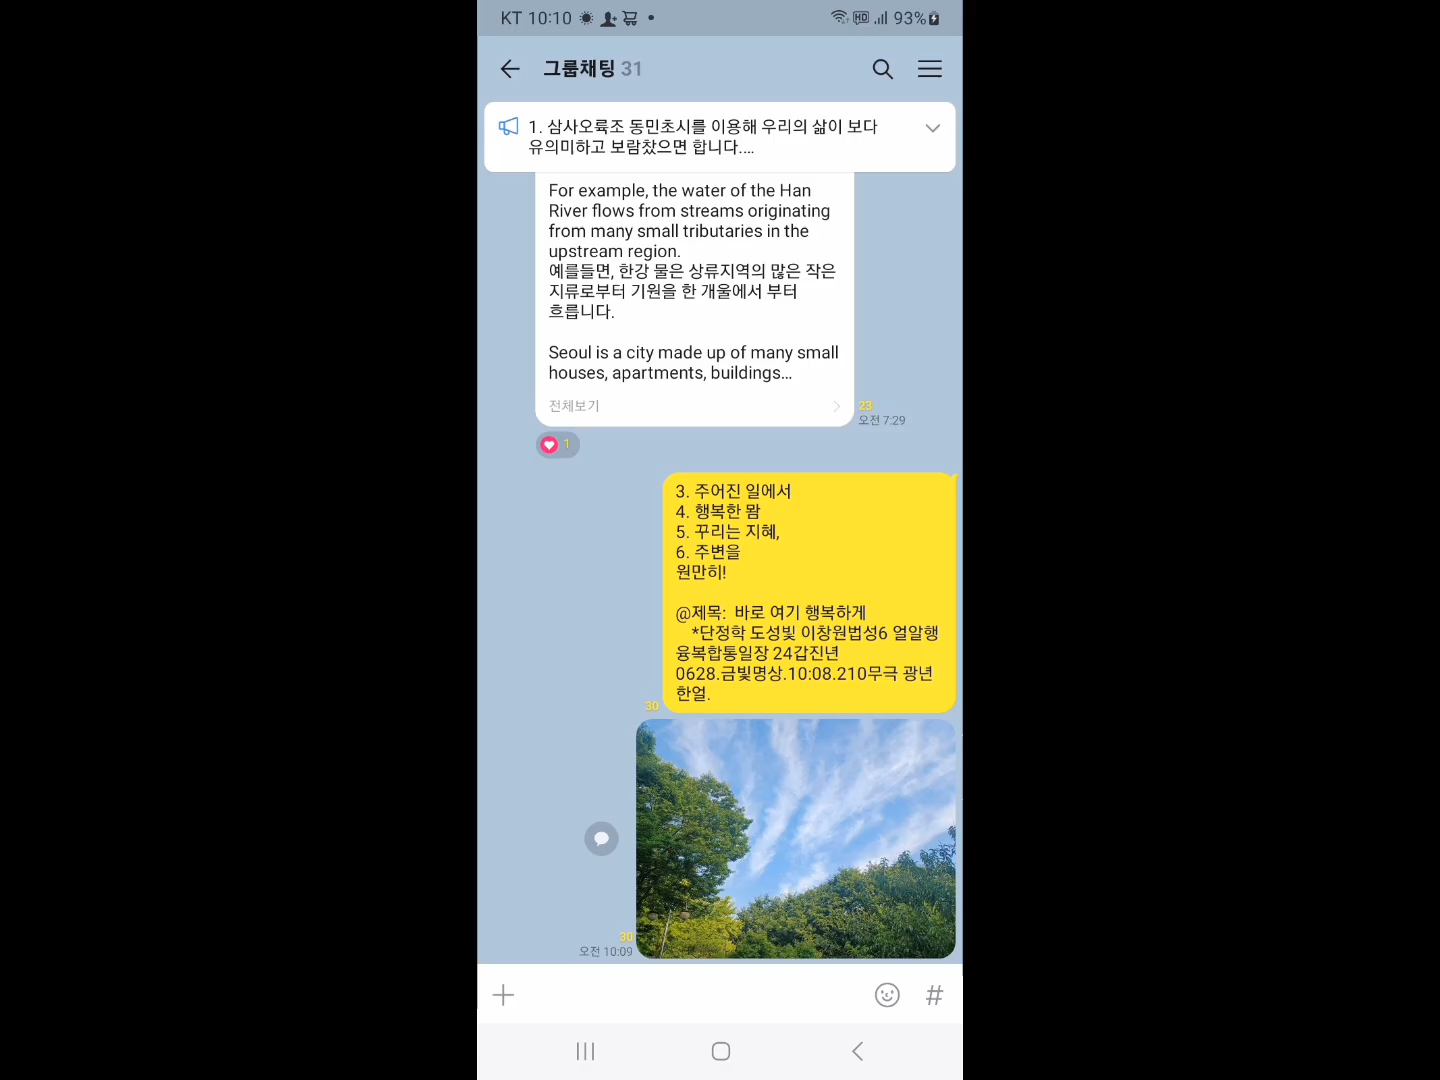 KT 10:10
HD 93%
그룹채팅 31
1. 삼사오륙조 동민초시를 이용해 우리의 삶이 보다
유의미하고 보람찼으면 합니다....
For example, the water of the Han
River flows from streams originating
from many small tributaries in the
upstream region.
예를들면, 한강 물은 상류지역의 많은 작은
지류로부터 기원을 한 개울에서 부터
흐릅니다.
Seoul is a city made up of many small
houses, apartments, buildings...
전체보기
23
오전 7:29
1
3. 주어진 일에서
4. 행복한 뫔
5. 꾸리는 지혜,
6. 주변을
원만히!
@제목: 바로 여기 행복하게
*단정학 도성빛 이창원법성6 얼알행
융복합통일장 24갑진년
0628.금빛명상.10:08.210무극 광년
한얼.
30
30
오전 10:09
#